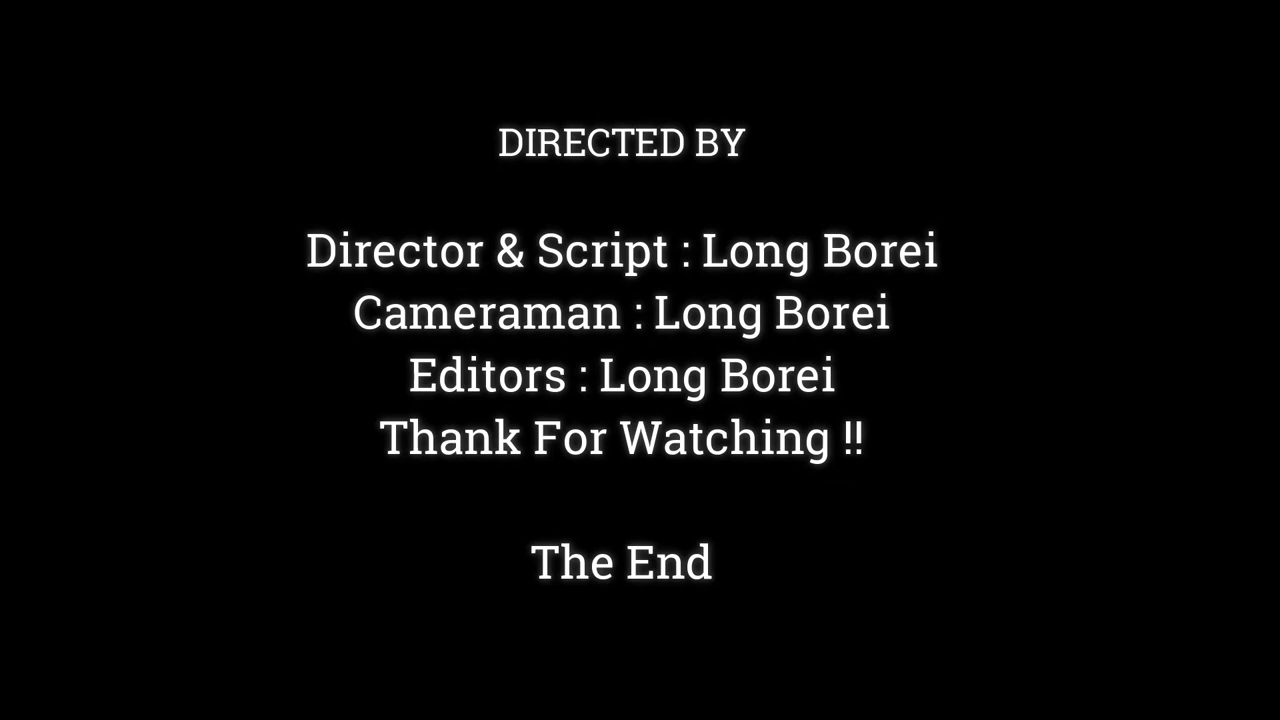 DIRECTED BY
Director & Script : Long Borei
Cameraman : Long Borei
Editors : Long Borei
Thank For Watching !!
The End